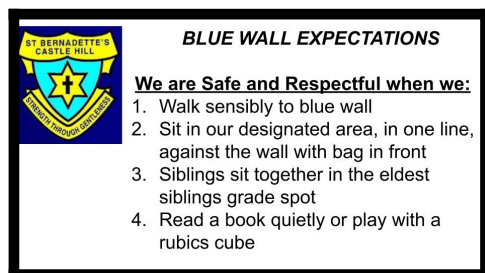 ST BERNADETTE'S
CASTLE HILL
STRENGTH THROUGH GENTLENESS
BLUE WALL EXPECTATIONS
We are Safe and Respectful when we:
1. Walk sensibly to blue wall
2. Sit in our designated area, in one line,
against the wall with bag in front
3. Siblings sit together in the eldest
siblings grade spot
4. Read a book quietly or play with a
rubics cube